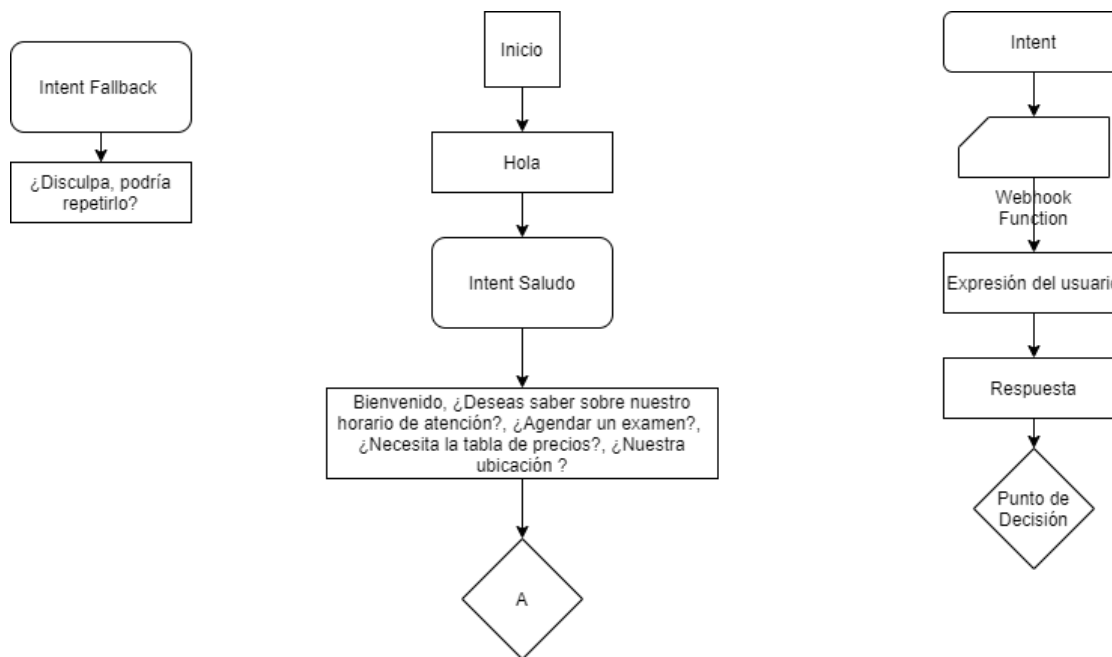 Intent Fallback
¿Disculpa, podría
repetirlo?
Inicio
Hola
Intent Saludo
Bienvenido, ¿Deseas saber sobre nuestro
horario de atención?, ¿Agendar un examen?,
¿Necesita la tabla de precios?, ¿Nuestra
ubicación ?
A
Intent
Webhook
Function
Expresión del usuario
Respuesta
Punto de
Decisión